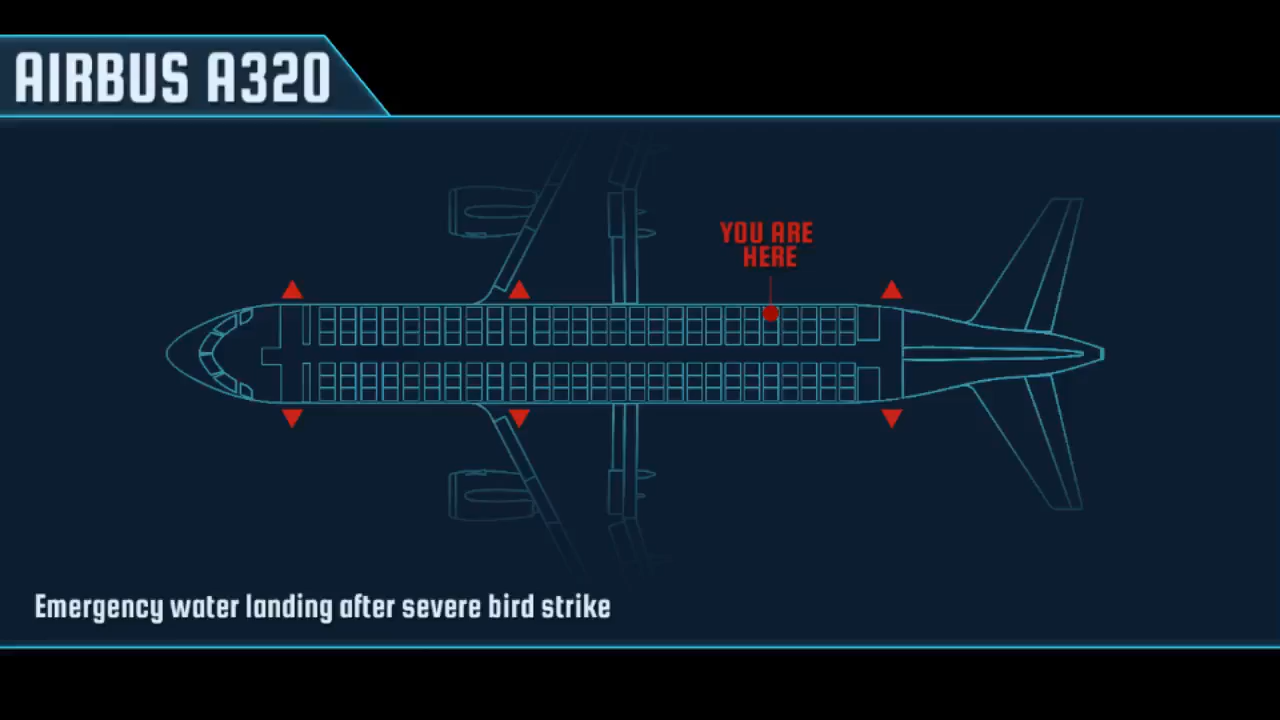 AIRBUS A320
YOU ARE
HERE
Emergency water landing after severe bird strike